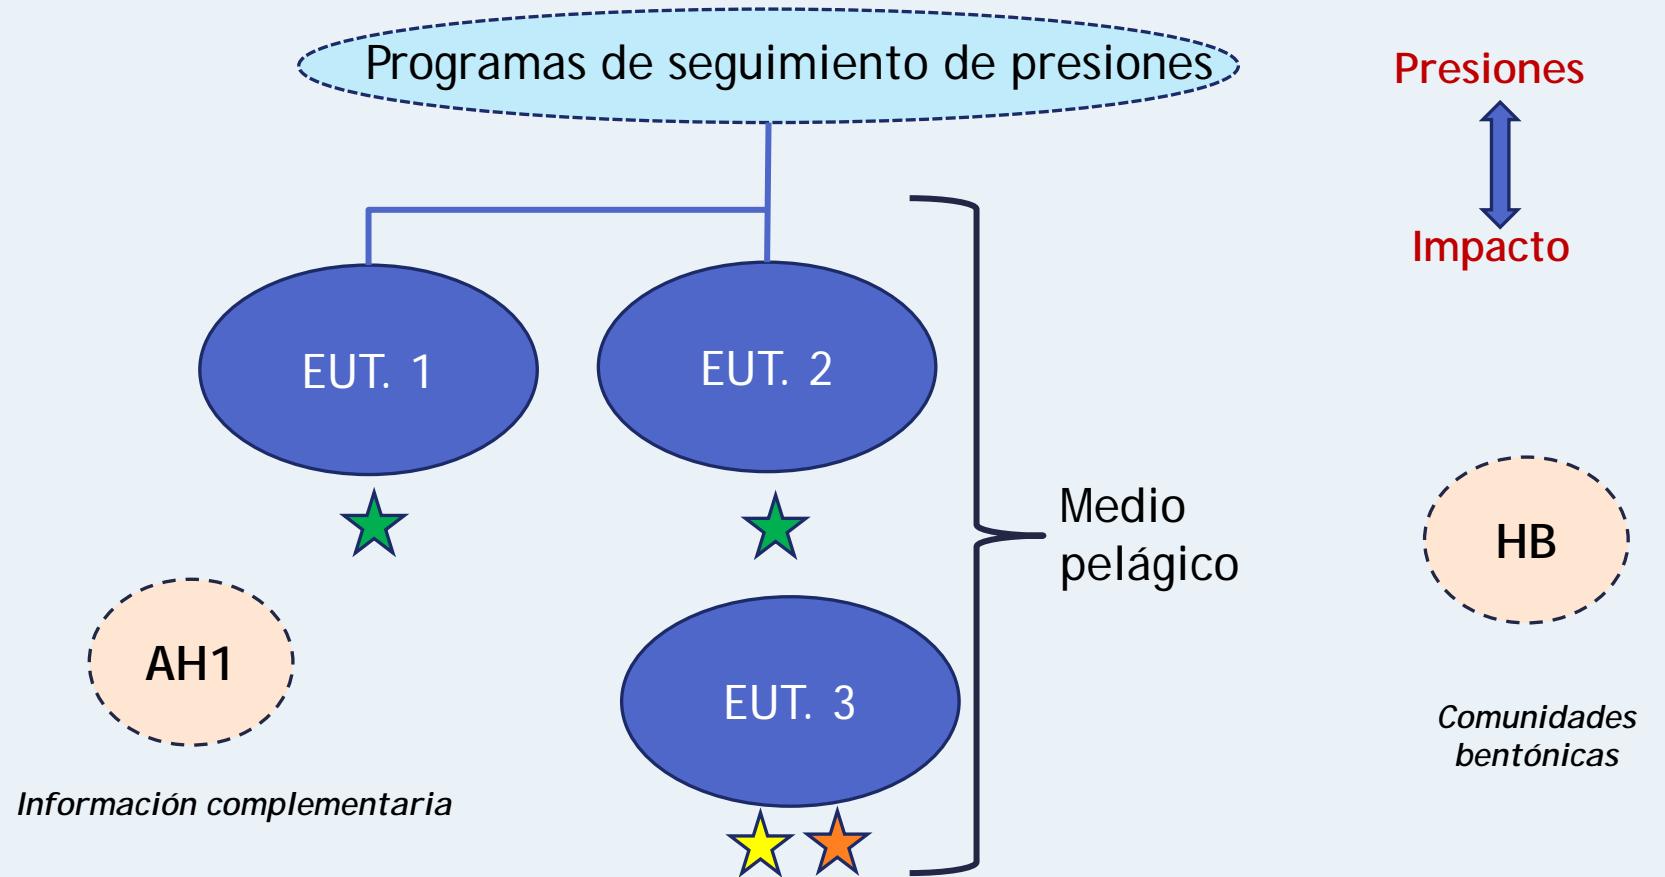 Programas de seguimiento de presiones
Presiones
Impacto
EUT. 1
EUT. 2
Medio
pelágico
HB
AH1
EUT. 3
Comunidades
bentónicas
Información complementaria